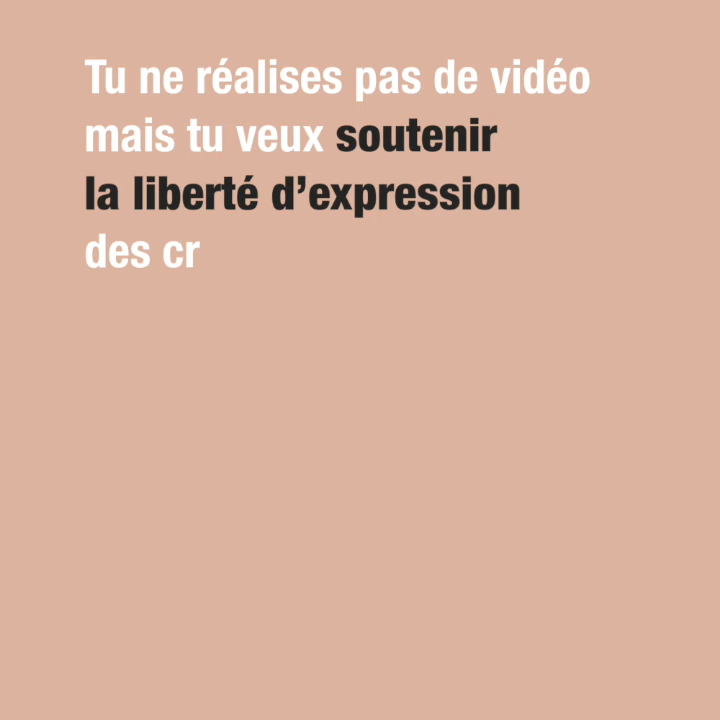 Tu ne réalises pas de vidéo
mais tu veux soutenir
la liberté d’expression
des cr